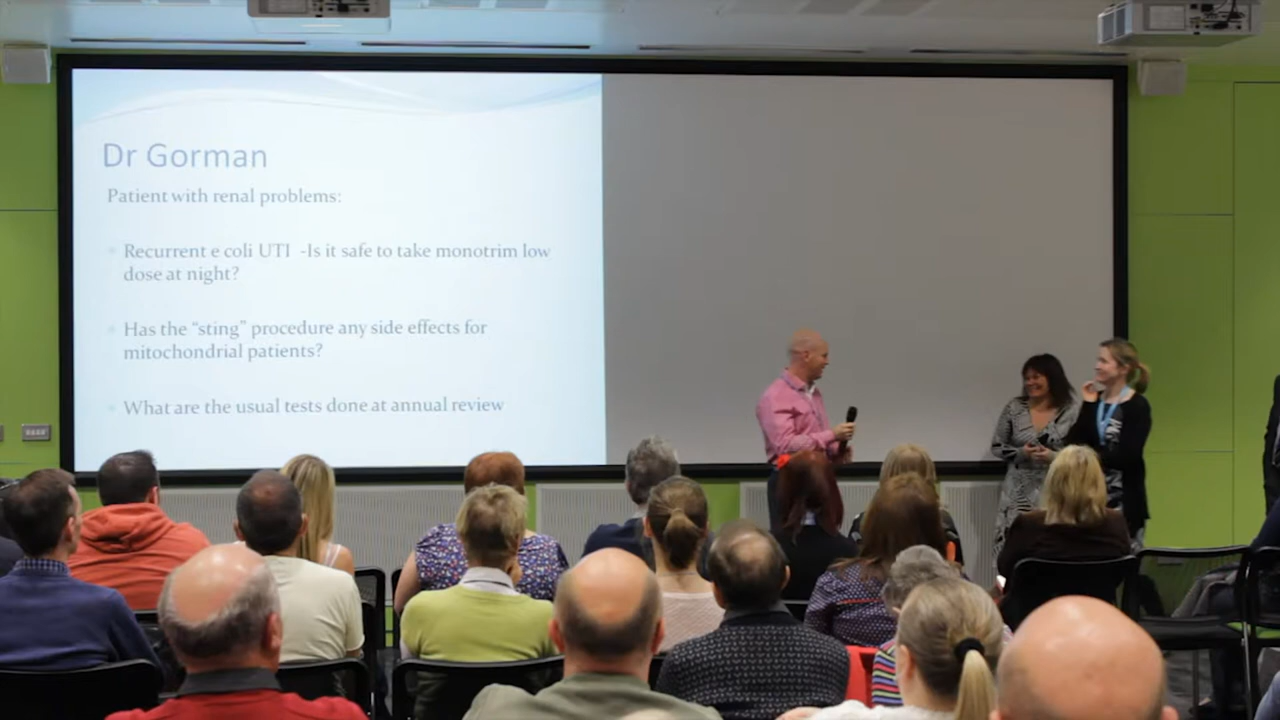 Dr Gorman
Patient with renal problems:
Recurrent e coli UTI -Is it safe to take monotrim low
dose at night?
Has the “sting” procedure any side effects for
mitochondrial patients?
What are the usual tests done at annual review